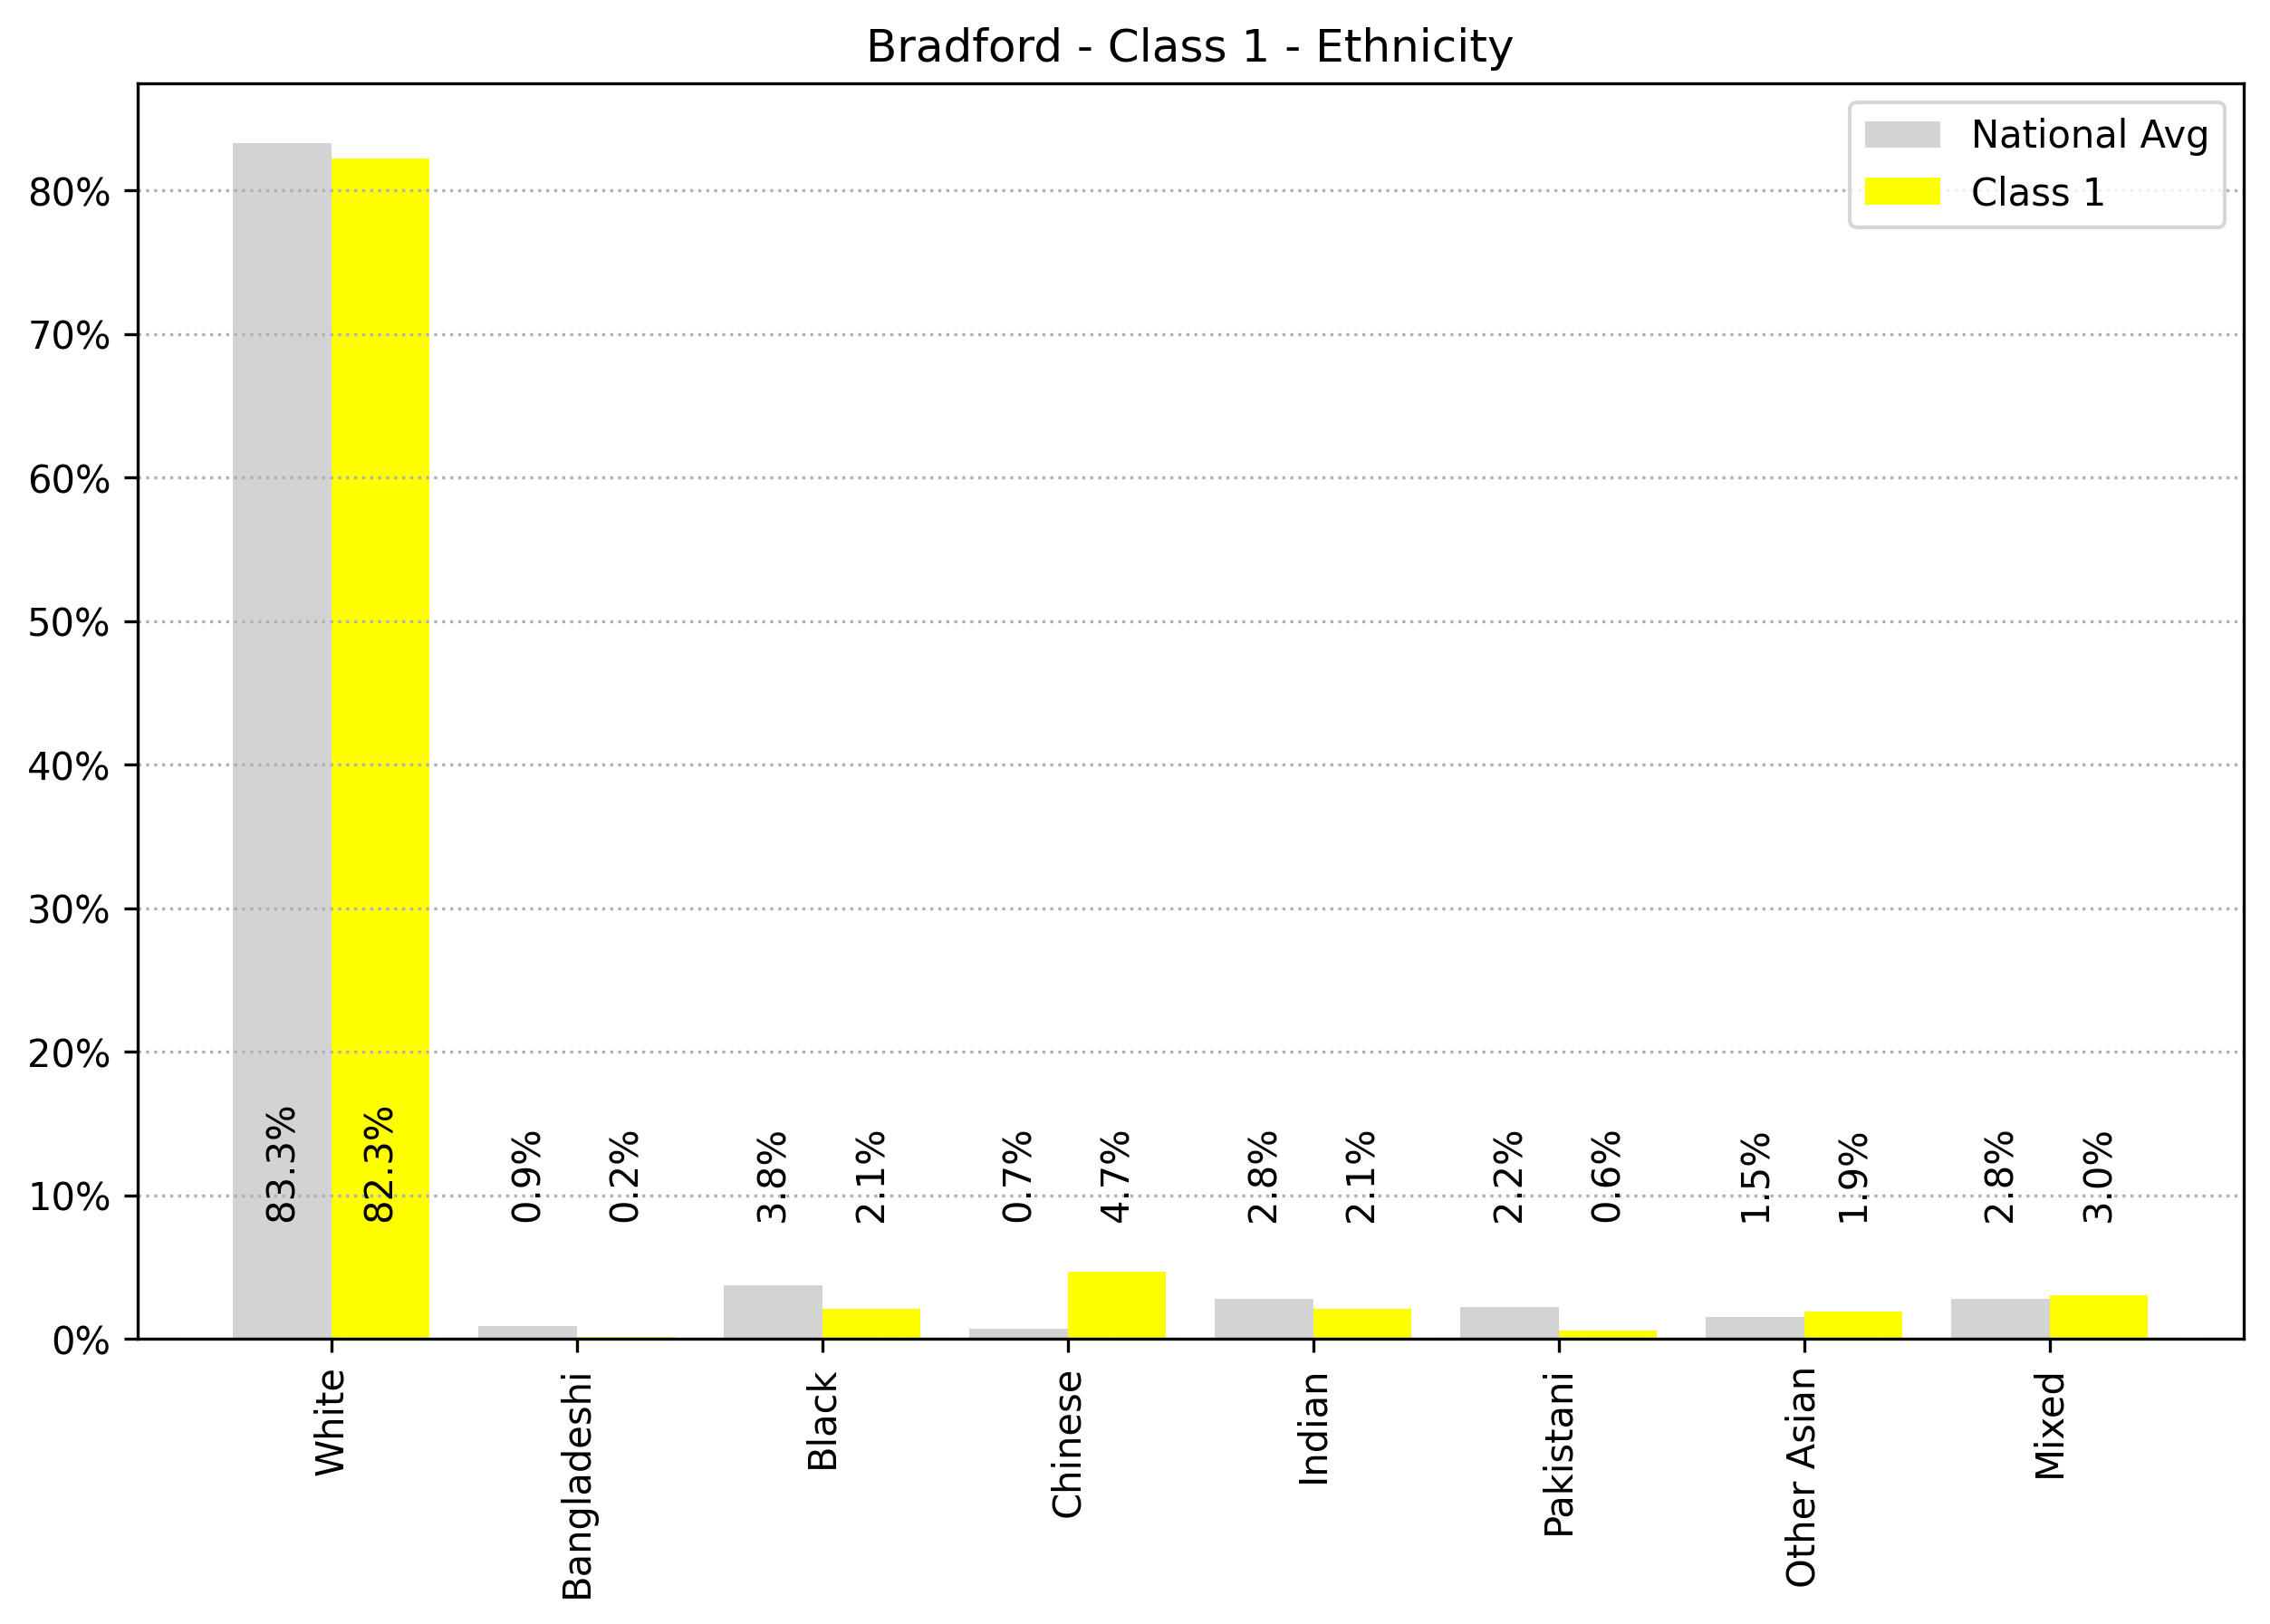 Bradford - Class 1 - Ethnicity
National Avg
Class 1
80%
70%
60%
50%
40%
30%
20%
10%
0%
83.3%
82.3%
0.9%
0.2%
3.8%
2.1%
0.7%
4.7%
2.8%
2.1%
2.2%
0.6%
1.5%
1.9%
2.8%
3.0%
White
Bangladeshi
Black
Chinese
Indian
Pakistani
Other Asian
Mixed